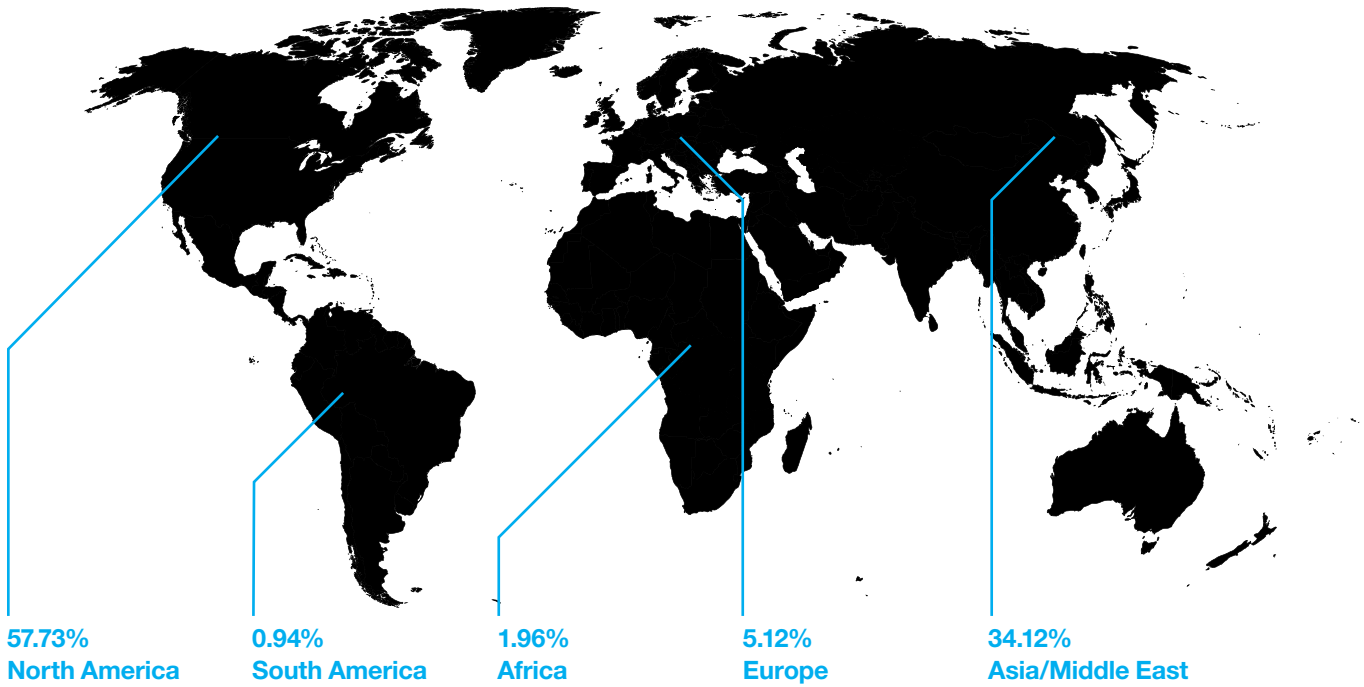 57.73%
North America
0.94%
South America
1.96%
Africa
5.12%
Europe
34.12%
Asia/Middle East